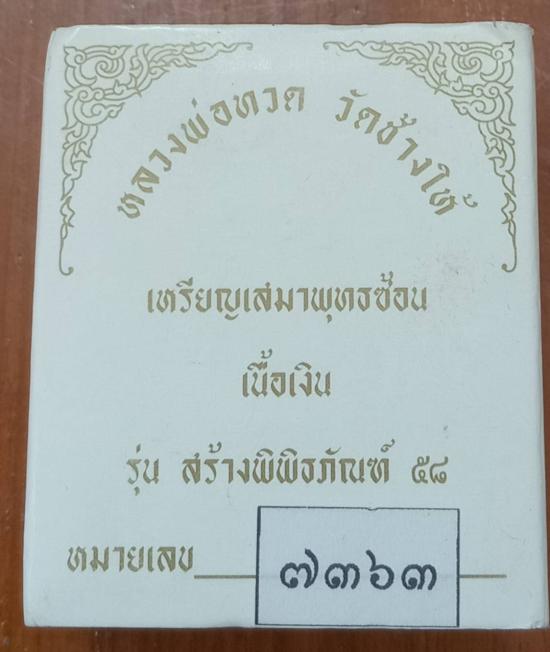 หลวงพ่อทวด วัดช้างให้
เหรียญเสมาพุทธซ้อน
เนื้อเงิน
รุ่น สร้างพิพิธภัณฑ์ ๕๘
หมายเลข ๗๓๖๓